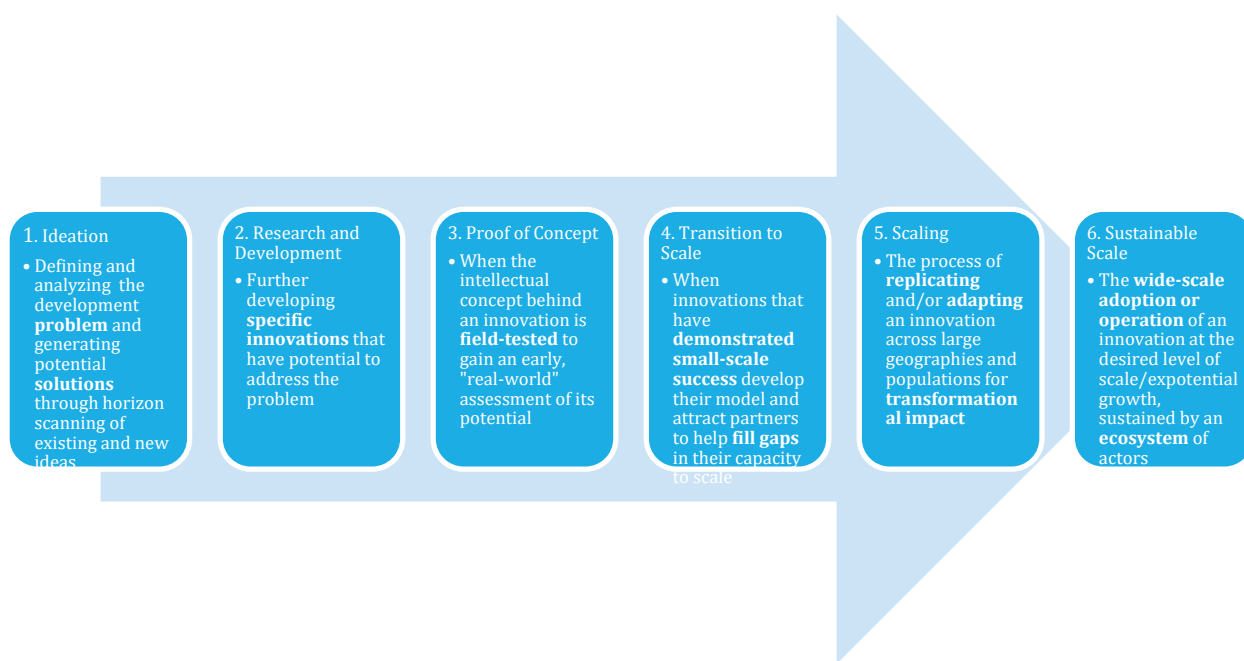 1. Ideation
• Defining and
analyzing the
development
problem and
generating
potential
solutions
through horizon
scanning of
existing and new
ideas
2. Research and
Development
• Further
developing
specific
innovations that
have potential to
address the
problem
3. Proof of Concept
• When the
intellectual
concept behind
an innovation is
field-tested to
gain an early,
"real-world"
assessment of its
potential
4. Transition to
Scale
• When
innovations that
have
demonstrated
small-scale
success develop
their model and
attract partners
to help fill gaps
in their capacity
to scale
5. Scaling
• The process of
replicating
and/or adapting
an innovation
across large
geographies and
populations for
transformation
al impact
6. Sustainable
Scale
• The wide-scale
adoption or
operation of an
innovation at the
desired level of
scale/expotential
growth,
sustained by an
ecosystem of
actors